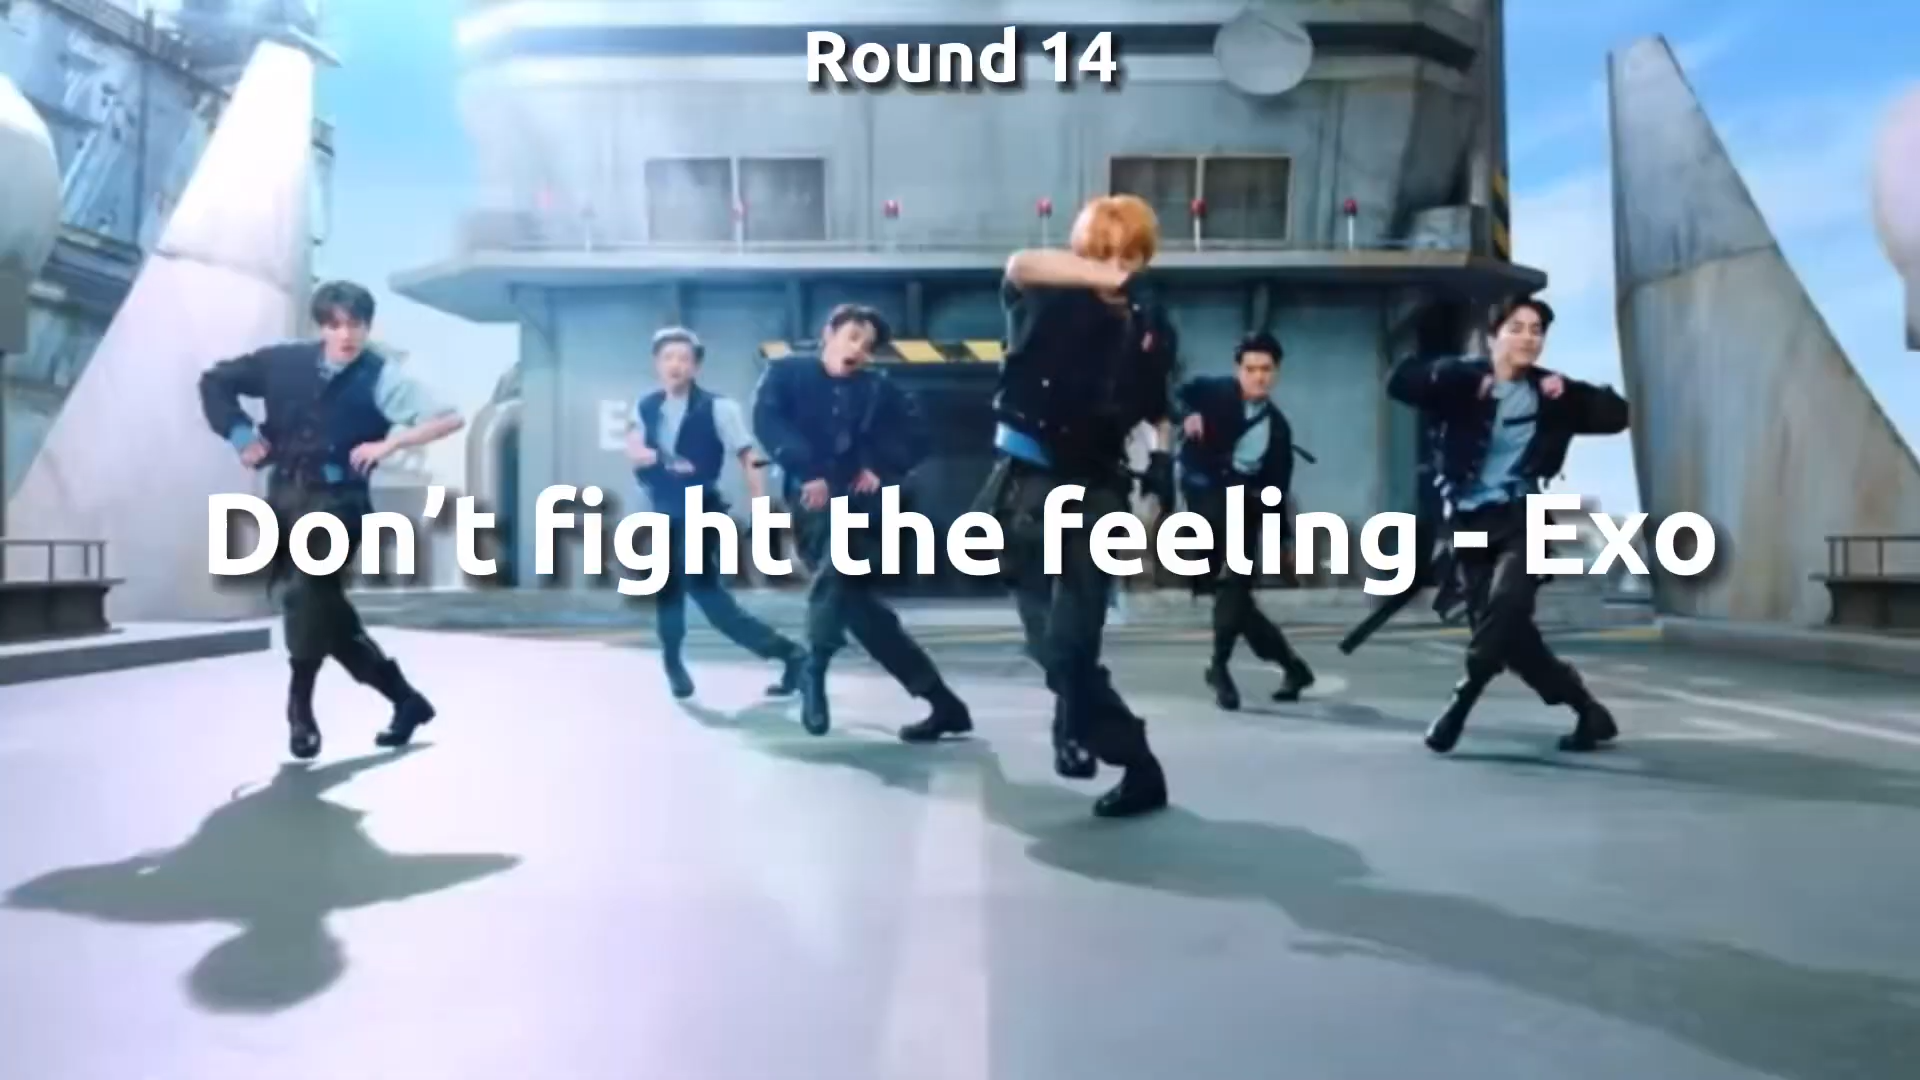 Round 14
Don’t fight the feeling - Exo